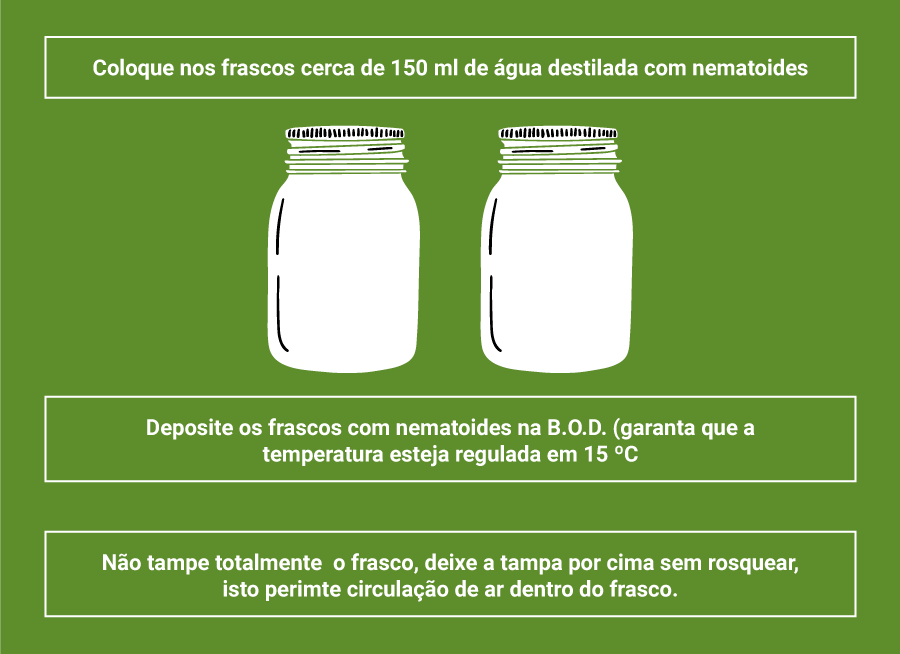 Coloque nos frascos cerca de 150 ml de água destilada com nematoides
Deposite os frascos com nematoides na B.O.D. (garanta que a
temperatura esteja regulada em 15 ºC
Não tampe totalmente  o frasco, deixe a tampa por cima sem rosquear,
isto perimte circulação de ar dentro do frasco.